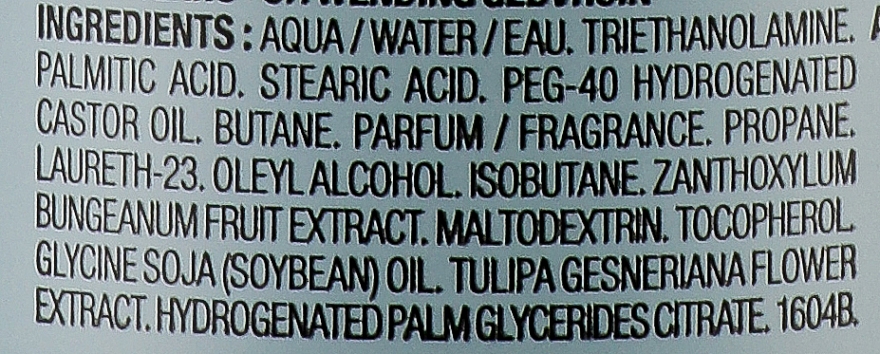 INGREDIENTS : AQUA / WATER / EAU. TRIETHANOLAMINE.
PALMITIC ACID. STEARIC ACID. PEG-40 HYDROGENATED
CASTOR OIL. BUTANE. PARFUM / FRAGRANCE. PROPANE.
LAURETH-23. OLEYL ALCOHOL. ISOBUTANE. ZANTHOXYLUM
BUNGEANUM FRUIT EXTRACT. MALTODEXTRIN. TOCOPHEROL.
GLYCINE SOJA (SOYBEAN) OIL. TULIPA GESNERIANA FLOWER
EXTRACT. HYDROGENATED PALM GLYCERIDES CITRATE. 1604B.